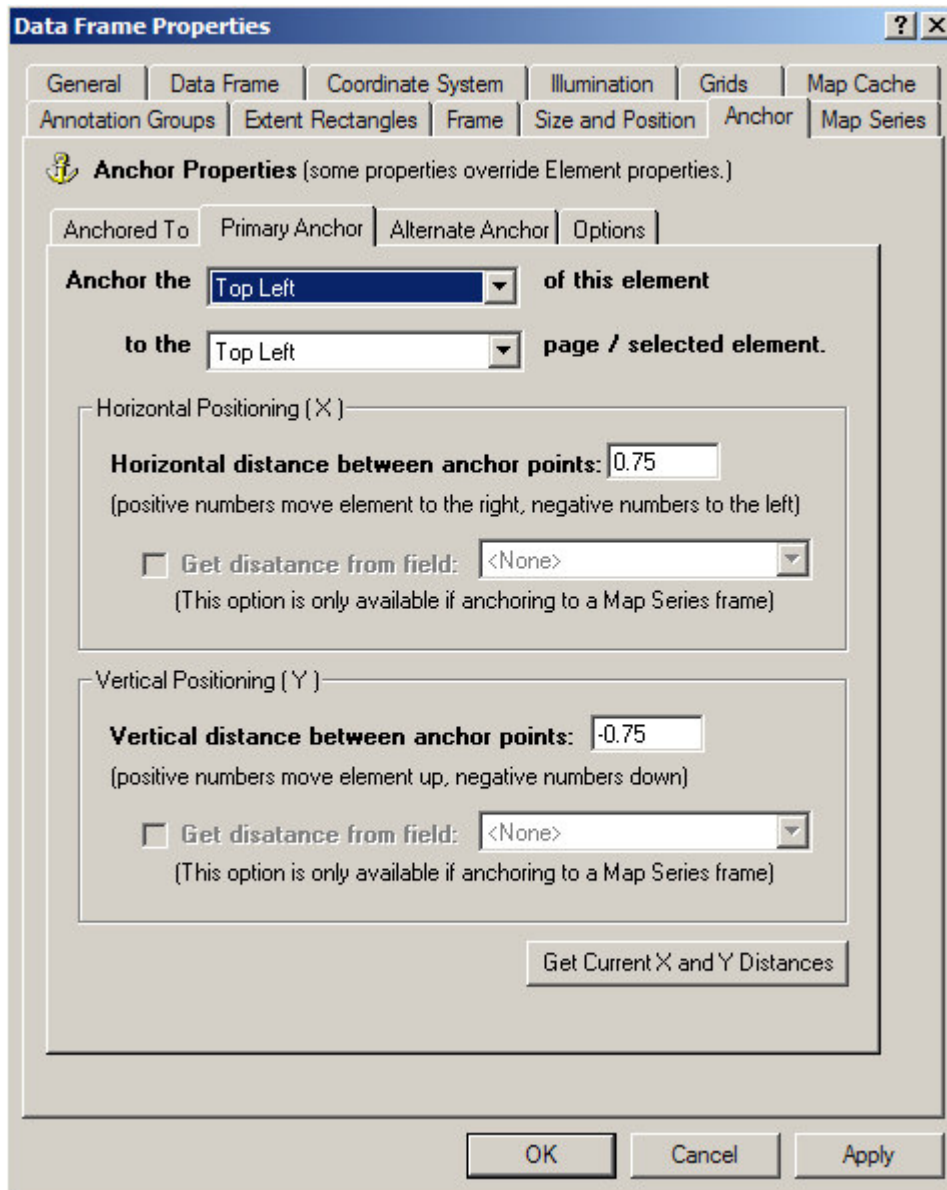 Data Frame Properties
General Data Frame Coordinate System Illumination Grids Map Cache
Annotation Groups Extent Rectangles Frame Size and Position Anchor Map Series
Anchor Properties (some properties override Element properties.)
Anchored To Primary Anchor Alternate Anchor Options
Anchor the Top Left of this element
to the Top Left page / selected element.
Horizontal Positioning ( X )
Horizontal distance between anchor points: 0.75
(positive numbers move element to the right, negative numbers to the left)
Get disatance from field: <None>
(This option is only available if anchoring to a Map Series frame)
Vertical Positioning ( Y )
Vertical distance between anchor points: -0.75
(positive numbers move element up, negative numbers down)
Get disatance from field: <None>
(This option is only available if anchoring to a Map Series frame)
Get Current X and Y Distances
OK Cancel Apply